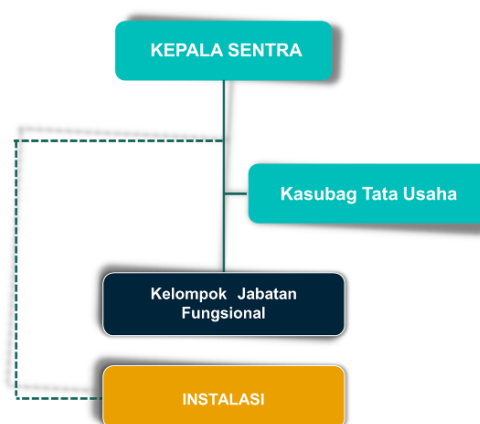 KEPALA SENTRA
Kasubag Tata Usaha
Kelompok Jabatan
Fungsional
INSTALASI